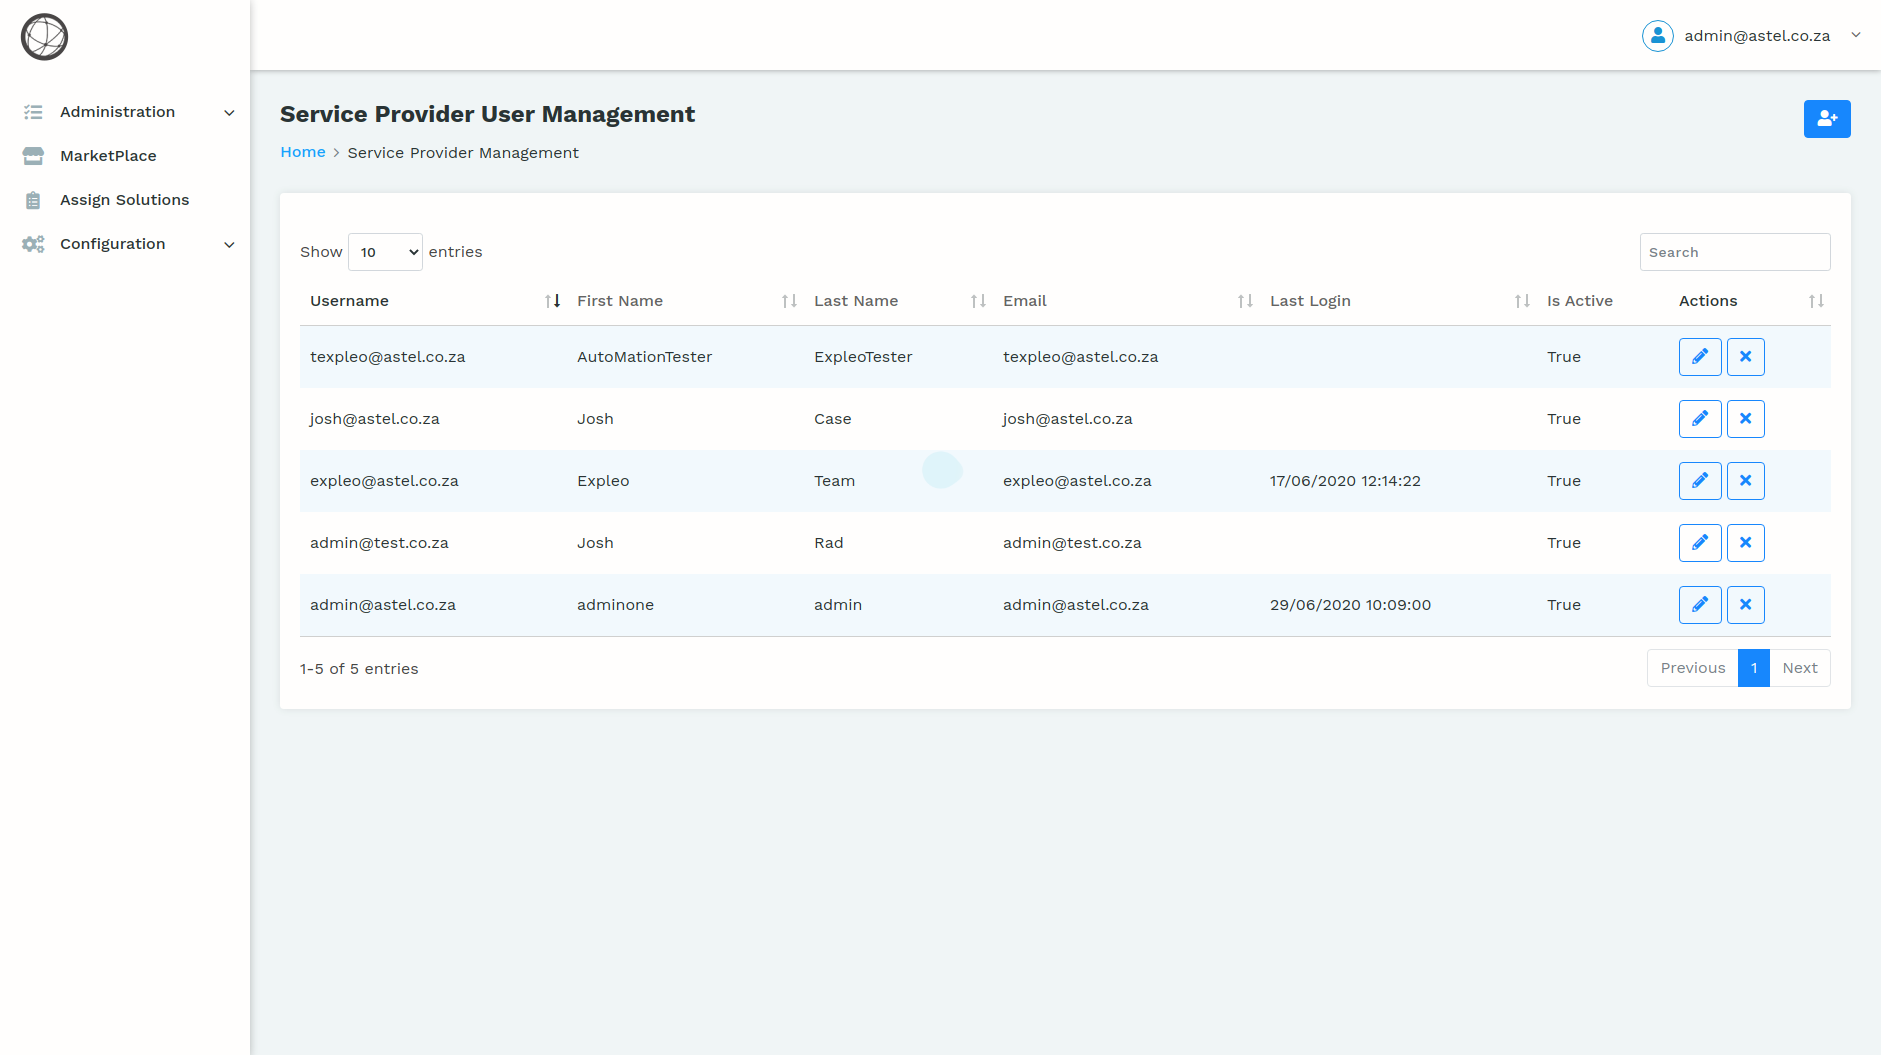 admin@astel.co.za
Administration
MarketPlace
Assign Solutions
Configuration
Service Provider User Management
Home > Service Provider Management
Show 10 entries
Search
Username First Name Last Name Email Last Login Is Active Actions
texpleo@astel.co.za AutoMationTester ExpleoTester texpleo@astel.co.za True
josh@astel.co.za Josh Case josh@astel.co.za True
expleo@astel.co.za Expleo Team expleo@astel.co.za 17/06/2020 12:14:22 True
admin@test.co.za Josh Rad admin@test.co.za True
admin@astel.co.za adminone admin admin@astel.co.za 29/06/2020 10:09:00 True
1-5 of 5 entries
Previous 1 Next